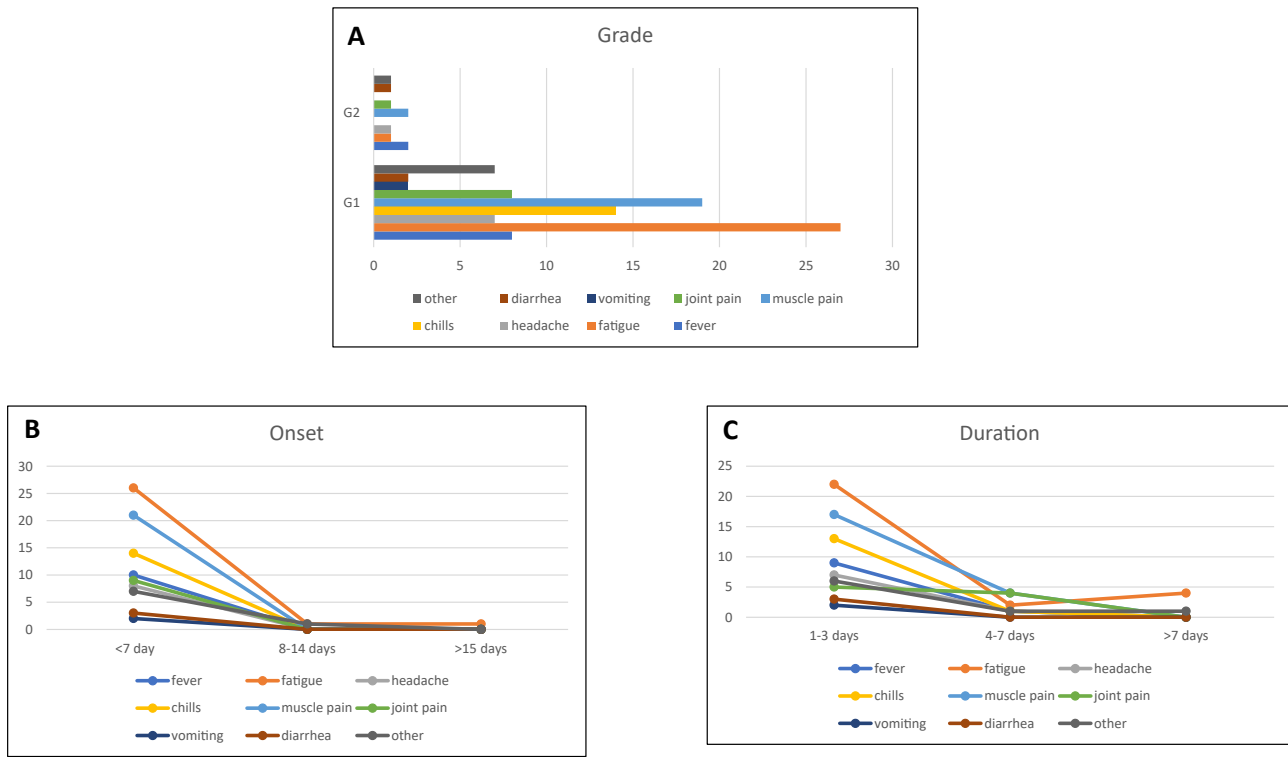 A
Grade
G2
G1
0 5 10 15 20 25 30
other diarrhea vomiting joint pain muscle pain
chills headache fatigue fever
B
Onset
30
25
20
15
10
5
0
<7 day 8-14 days >15 days
fever fatigue headache
chills muscle pain joint pain
vomiting diarrhea other
C
Duration
25
20
15
10
5
0
1-3 days 4-7 days >7 days
fever fatigue headache
chills muscle pain joint pain
vomiting diarrhea other